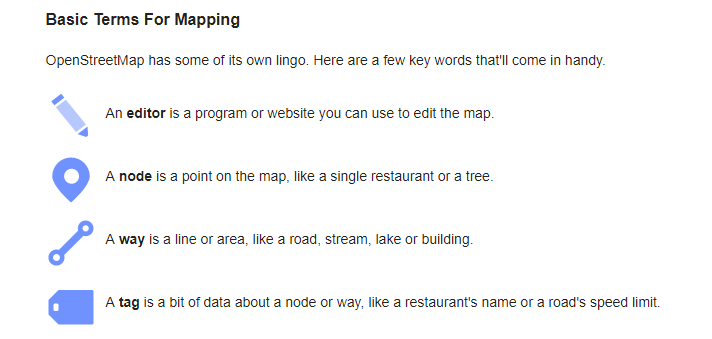 Basic Terms For Mapping
OpenStreetMap has some of its own lingo. Here are a few key words that'll come in handy.
An editor is a program or website you can use to edit the map.
A node is a point on the map, like a single restaurant or a tree.
A way is a line or area, like a road, stream, lake or building.
A tag is a bit of data about a node or way, like a restaurant's name or a road's speed limit.